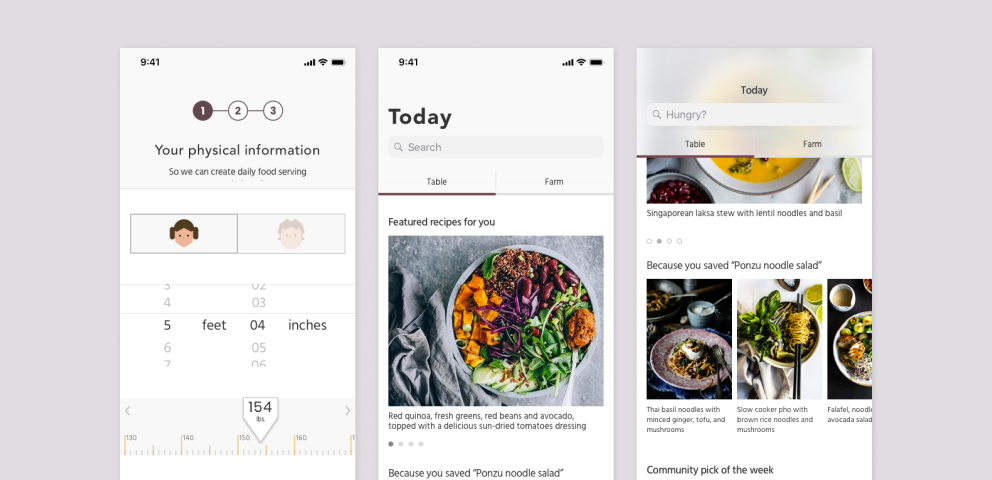 9:41
1 2 3
Your physical information
So we can create daily food serving
3 02
4 03
5 feet 04 inches
6 05
7 06
154
lbs.
130 140 150 160
9:41
Today
Search
Table Farm
Featured recipes for you
Red quinoa, fresh greens, red beans and avocado,
topped with a delicious sun-dried tomatoes dressing
Because you saved “Ponzu noodle salad”
Today
Hungry?
Table Farm
Singaporean laksa stew with lentil noodles and basil
Because you saved “Ponzu noodle salad”
Thai basil noodles with
minced ginger, tofu, and
mushrooms
Slow cooker pho with
brown rice noodles and
mushrooms
Falafel, noodle
avocado salad
Community pick of the week